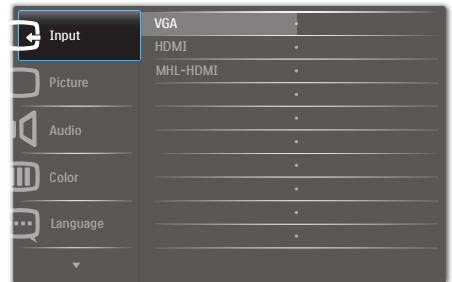 Input
Picture
Audio
Color
Language
VGA
HDMI
MHL-HDMI